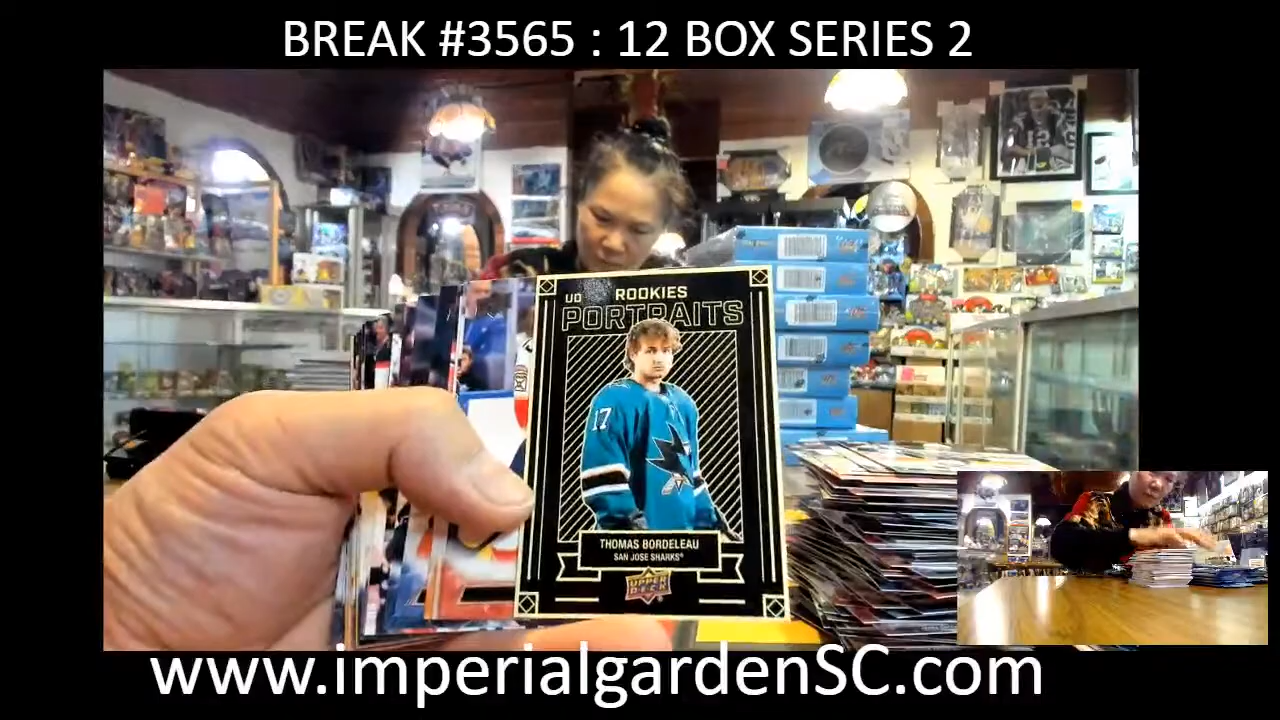 BREAK #3565 : 12 BOX SERIES 2
UD ROOKIES
PORTRAITS
17
THOMAS BORDELEAU
SAN JOSE SHARKS
UPPER
DECK
12
www.imperialgardenSC.com